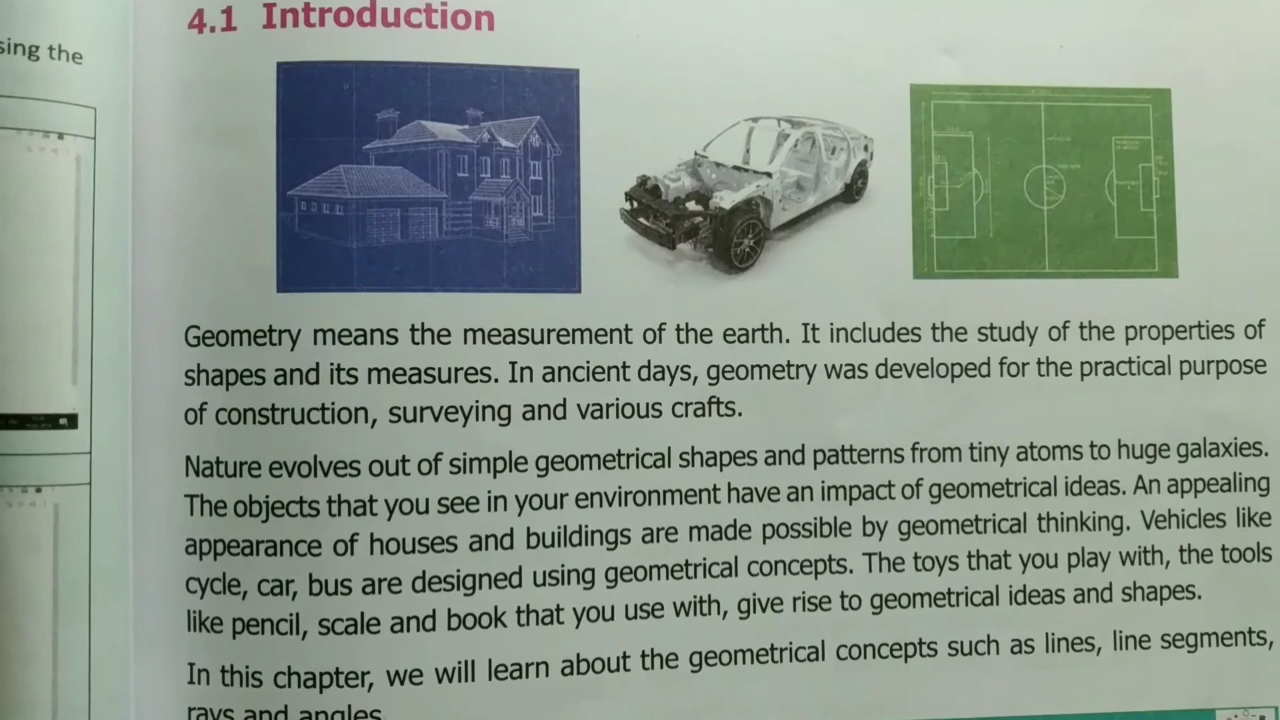 sing the
4.1 Introduction
Geometry means the measurement of the earth. It includes the study of the properties of
shapes and its measures. In ancient days, geometry was developed for the practical purpose
of construction, surveying and various crafts.
Nature evolves out of simple geometrical shapes and patterns from tiny atoms to huge galaxies.
The objects that you see in your environment have an impact of geometrical ideas. An appealing
appearance of houses and buildings are made possible by geometrical thinking. Vehicles like
cycle, car, bus are designed using geometrical concepts. The toys that you play with, the tools
like pencil, scale and book that you use with, give rise to geometrical ideas and shapes.
In this chapter, we will learn about the geometrical concepts such as lines, line segments,
rays and angles.